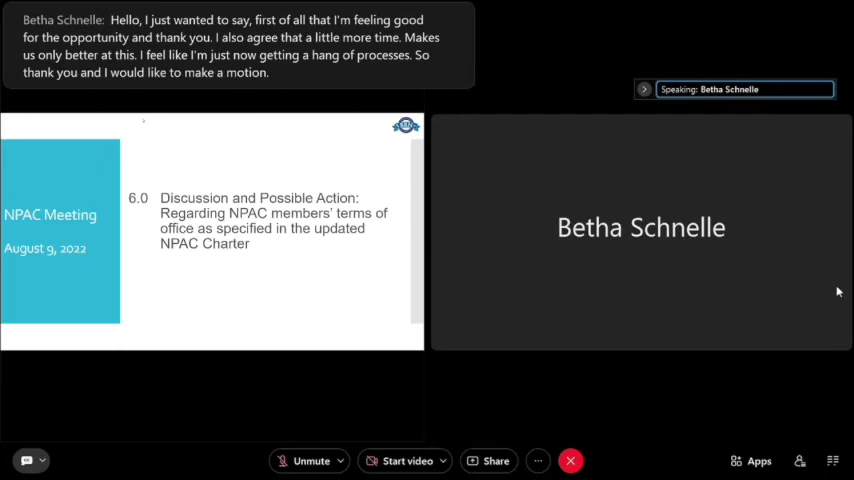 Betha Schnelle: Hello, I just wanted to say, first of all that I'm feeling good
for the opportunity and thank you. I also agree that a little more time. Makes
us only better at this. I feel like I'm just now getting a hang of processes. So
thank you and I would like to make a motion.
Speaking: Betha Schnelle
NPAC Meeting
August 9, 2022
6.0 Discussion and Possible Action:
Regarding NPAC members' terms of
office as specified in the updated
NPAC Charter
Betha Schnelle
Unmute
Start video
Share
Apps